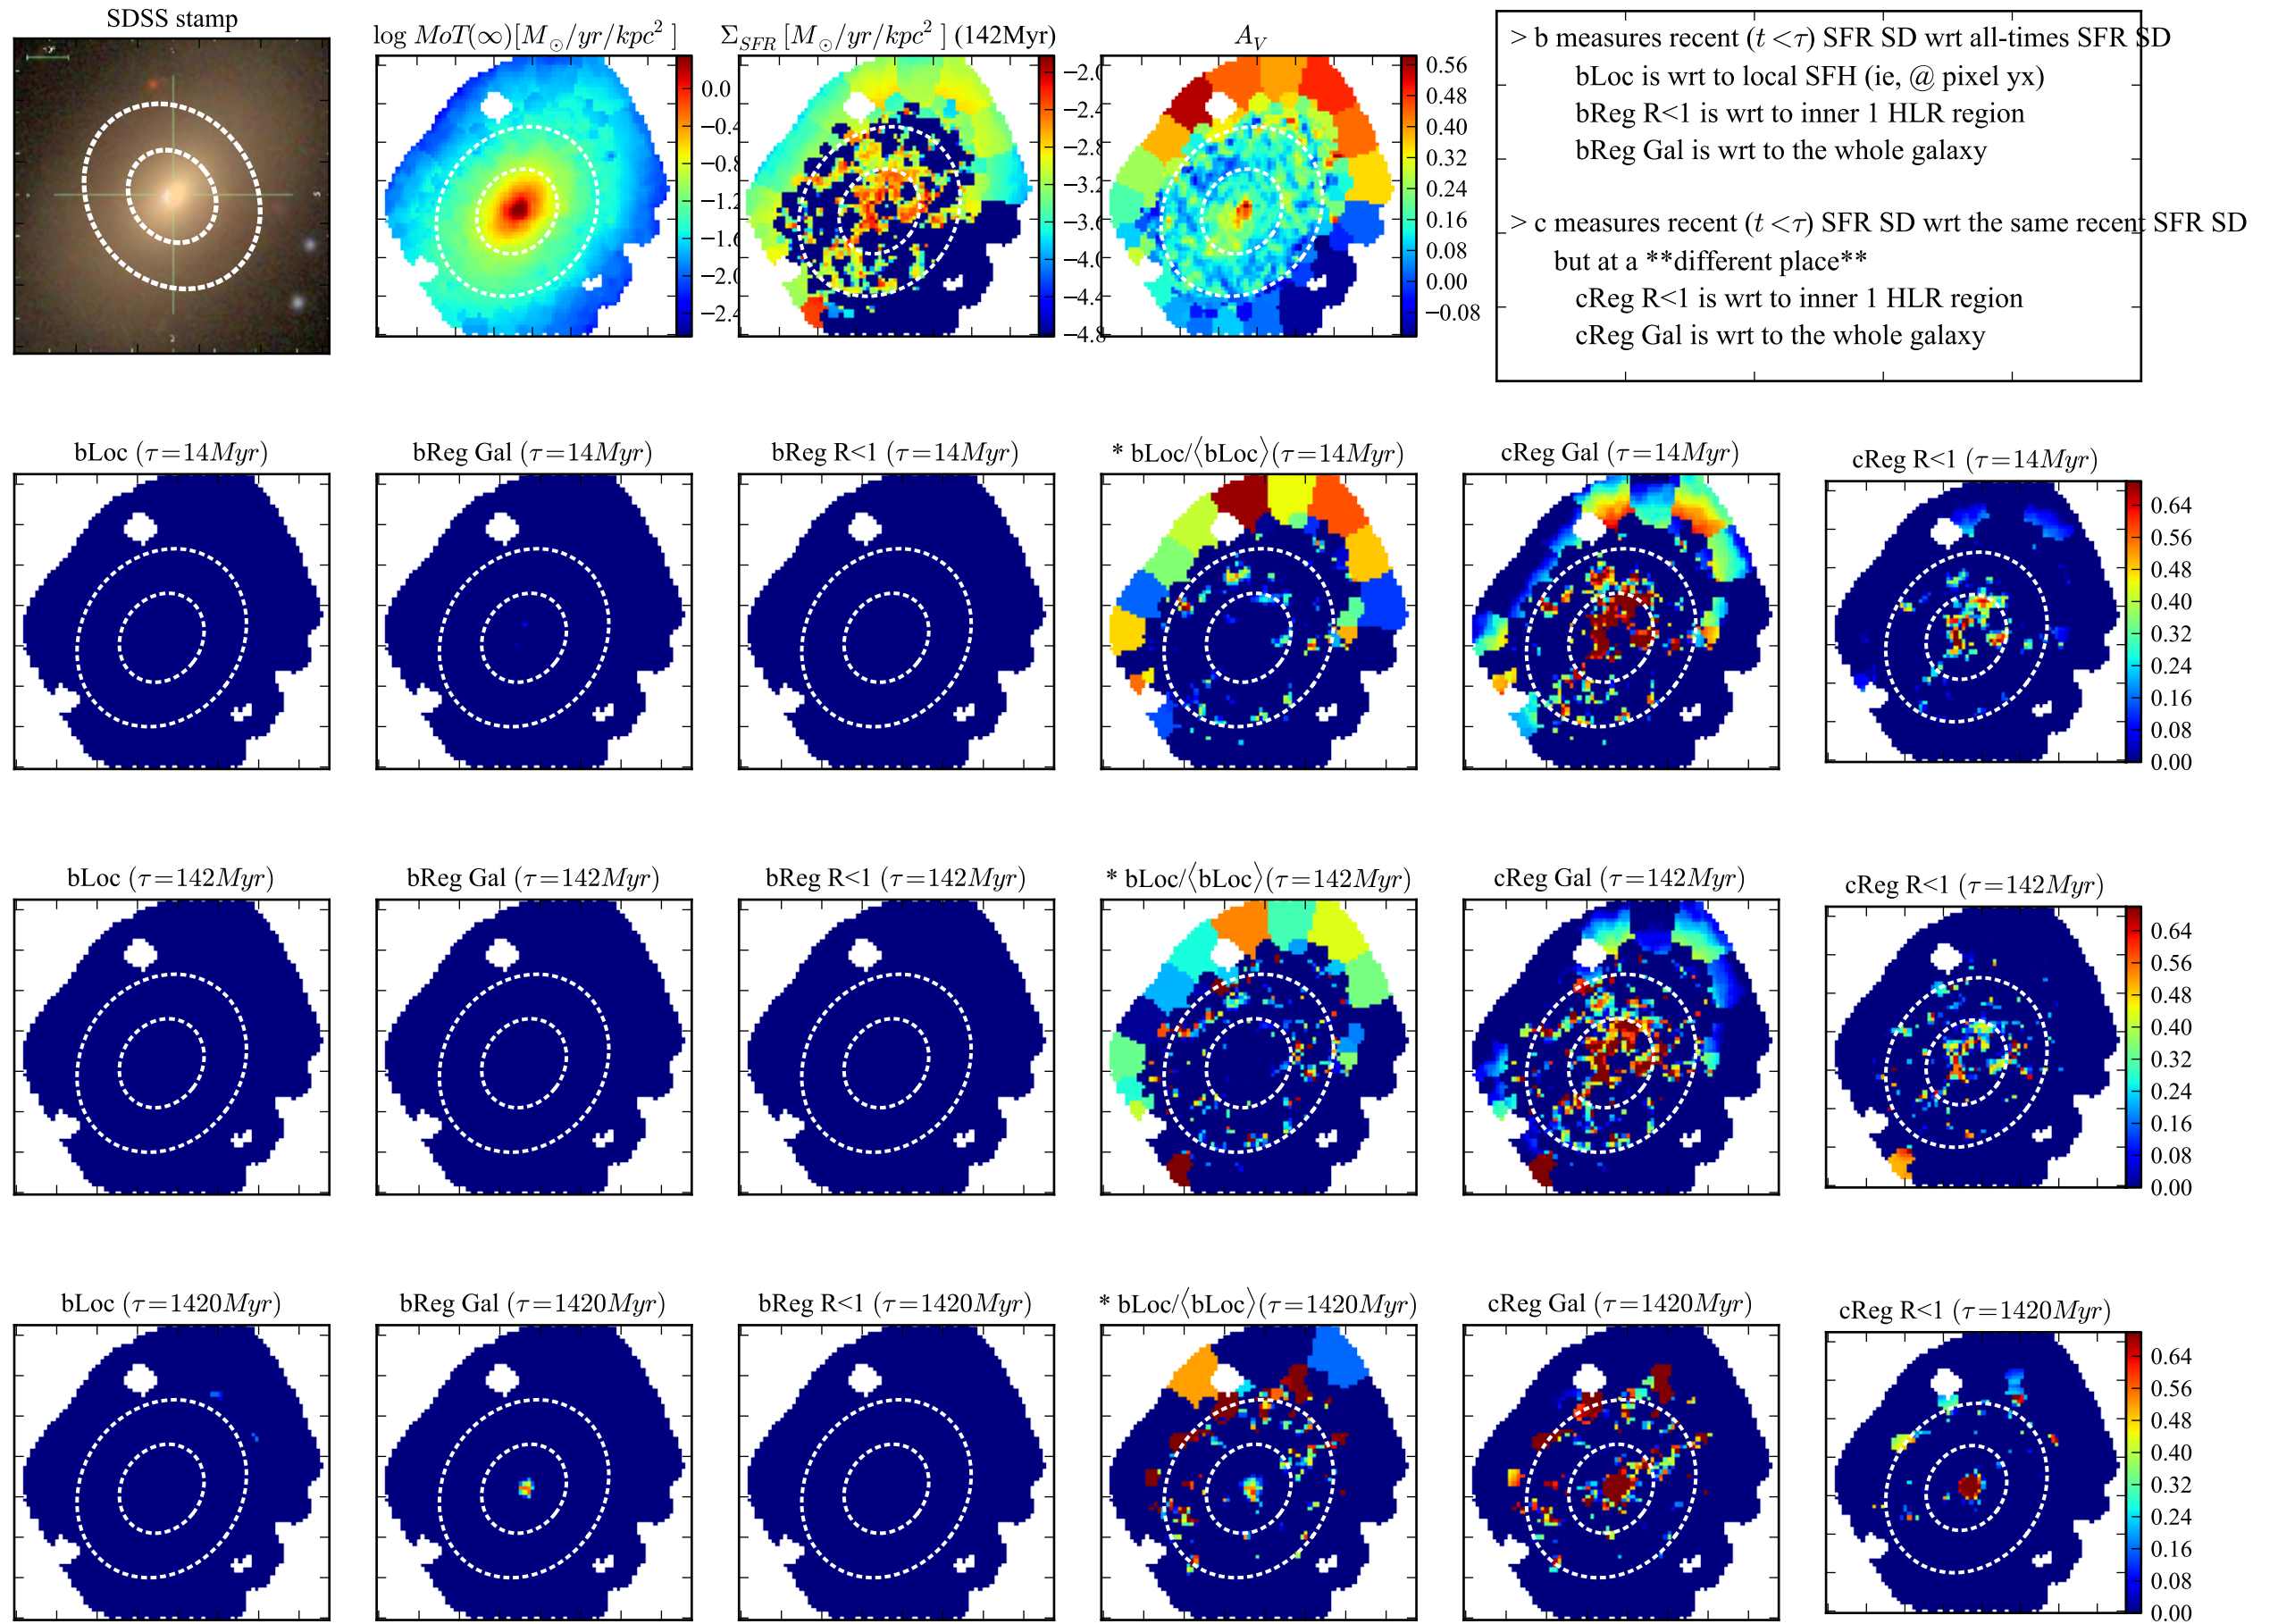 SDSS stamp
log MoT(∞)[M⊙/yr/kpc² ]
Σ_SFR [M⊙/yr/kpc² ] (142Myr)
A_V
0.0
−0.4
−0.8
−1.2
−1.6
−2.0
−2.4
−2.0
−2.4
−2.8
−3.2
−3.6
−4.0
−4.4
−4.8
0.56
0.48
0.40
0.32
0.24
0.16
0.08
0.00
−0.08
> b measures recent (t <τ) SFR SD wrt all-times SFR SD
bLoc is wrt to local SFH (ie, @ pixel yx)
bReg R<1 is wrt to inner 1 HLR region
bReg Gal is wrt to the whole galaxy
> c measures recent (t <τ) SFR SD wrt the same recent SFR SD
but at a **different place**
cReg R<1 is wrt to inner 1 HLR region
cReg Gal is wrt to the whole galaxy
bLoc (τ=14Myr)
bReg Gal (τ=14Myr)
bReg R<1 (τ=14Myr)
* bLoc/⟨bLoc⟩(τ=14Myr)
cReg Gal (τ=14Myr)
cReg R<1 (τ=14Myr)
0.64
0.56
0.48
0.40
0.32
0.24
0.16
0.08
0.00
bLoc (τ=142Myr)
bReg Gal (τ=142Myr)
bReg R<1 (τ=142Myr)
* bLoc/⟨bLoc⟩(τ=142Myr)
cReg Gal (τ=142Myr)
cReg R<1 (τ=142Myr)
0.64
0.56
0.48
0.40
0.32
0.24
0.16
0.08
0.00
bLoc (τ=1420Myr)
bReg Gal (τ=1420Myr)
bReg R<1 (τ=1420Myr)
* bLoc/⟨bLoc⟩(τ=1420Myr)
cReg Gal (τ=1420Myr)
cReg R<1 (τ=1420Myr)
0.64
0.56
0.48
0.40
0.32
0.24
0.16
0.08
0.00